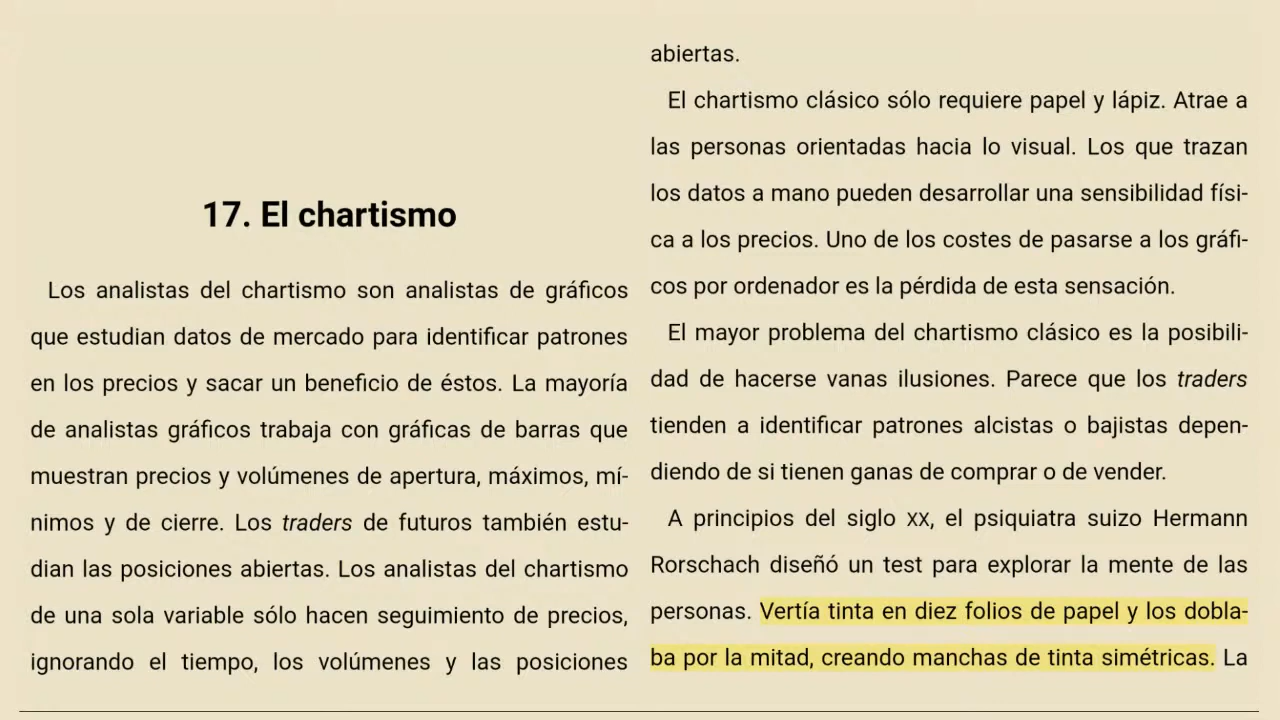 17. El chartismo
Los analistas del chartismo son analistas de gráficos
que estudian datos de mercado para identificar patrones
en los precios y sacar un beneficio de éstos. La mayoría
de analistas gráficos trabaja con gráficas de barras que
muestran precios y volúmenes de apertura, máximos, mí-
nimos y de cierre. Los traders de futuros también estu-
dian las posiciones abiertas. Los analistas del chartismo
de una sola variable sólo hacen seguimiento de precios,
ignorando el tiempo, los volúmenes y las posiciones
abiertas.
El chartismo clásico sólo requiere papel y lápiz. Atrae a
las personas orientadas hacia lo visual. Los que trazan
los datos a mano pueden desarrollar una sensibilidad físi-
ca a los precios. Uno de los costes de pasarse a los gráfi-
cos por ordenador es la pérdida de esta sensación.
El mayor problema del chartismo clásico es la posibili-
dad de hacerse vanas ilusiones. Parece que los traders
tienden a identificar patrones alcistas o bajistas depen-
diendo de si tienen ganas de comprar o de vender.
A principios del siglo XX, el psiquiatra suizo Hermann
Rorschach diseñó un test para explorar la mente de las
personas. Vertía tinta en diez folios de papel y los dobla-
ba por la mitad, creando manchas de tinta simétricas. La